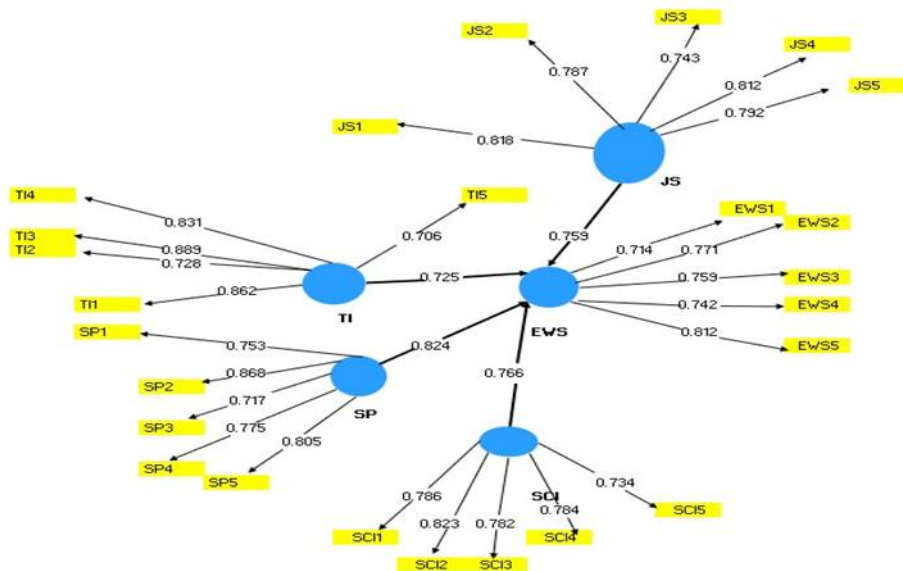 JS3
JS2
JS4
0.743
0.787
0.812
JS5
0.792
JS1
0.818
JS
TI4
TI5
EWS1
EWS2
0.831
0.759
0.714
0.771
TI3
0.889
0.706
TI2
0.728
0.759
EWS3
0.725
0.862
0.742
EWS4
TI1
TI
SP1
EWS
0.812
EWS5
0.753
0.824
0.766
SP2
0.868
SP
0.717
SP3
0.775
0.805
SP4
SP5
0.786
SCI
0.734
0.784
0.823
0.782
SCI5
SCI1
SCI4
SCI2
SCI3